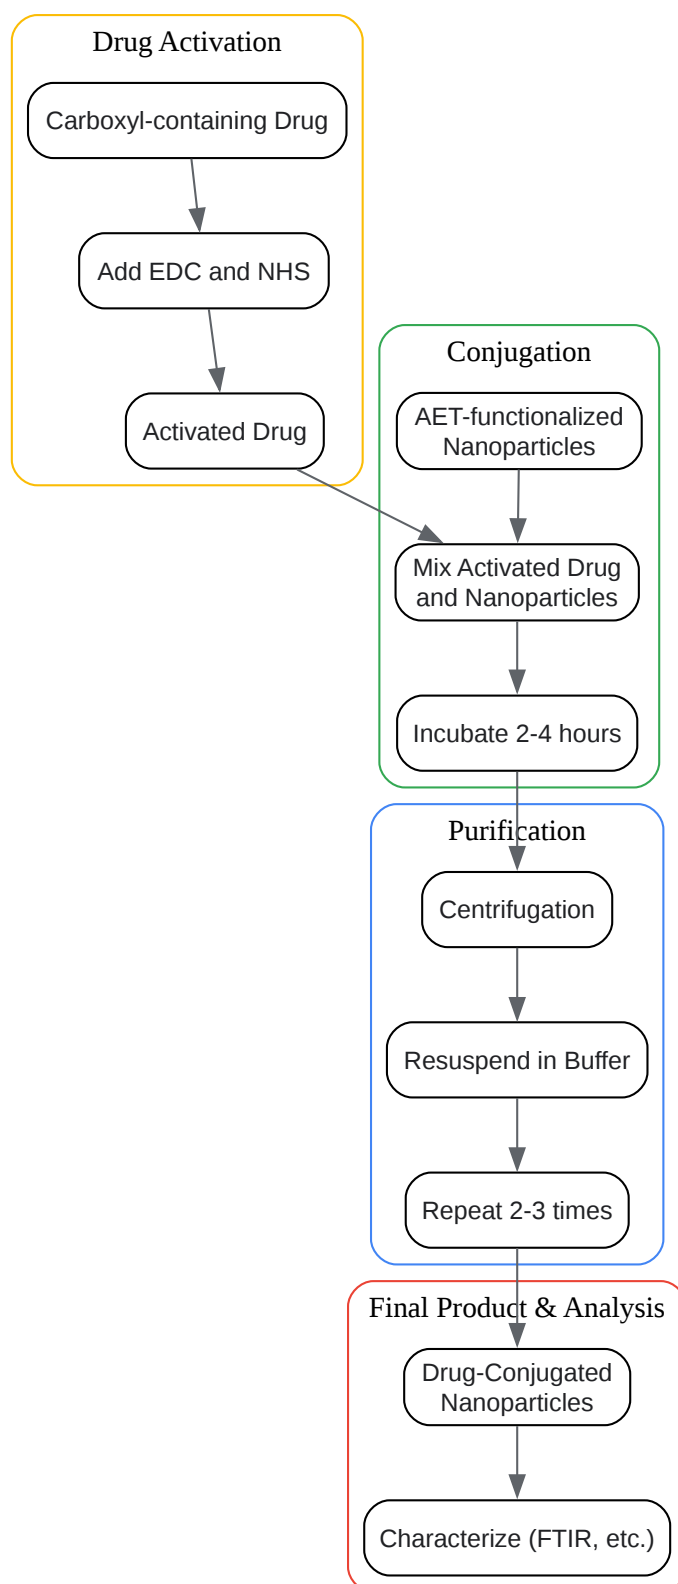 Drug Activation
Carboxyl-containing Drug
Add EDC and NHS
Activated Drug
Conjugation
AET-functionalized
Nanoparticles
Mix Activated Drug
and Nanoparticles
Incubate 2-4 hours
Purification
Centrifugation
Resuspend in Buffer
Repeat 2-3 times
Final Product & Analysis
Drug-Conjugated
Nanoparticles
Characterize (FTIR, etc.)